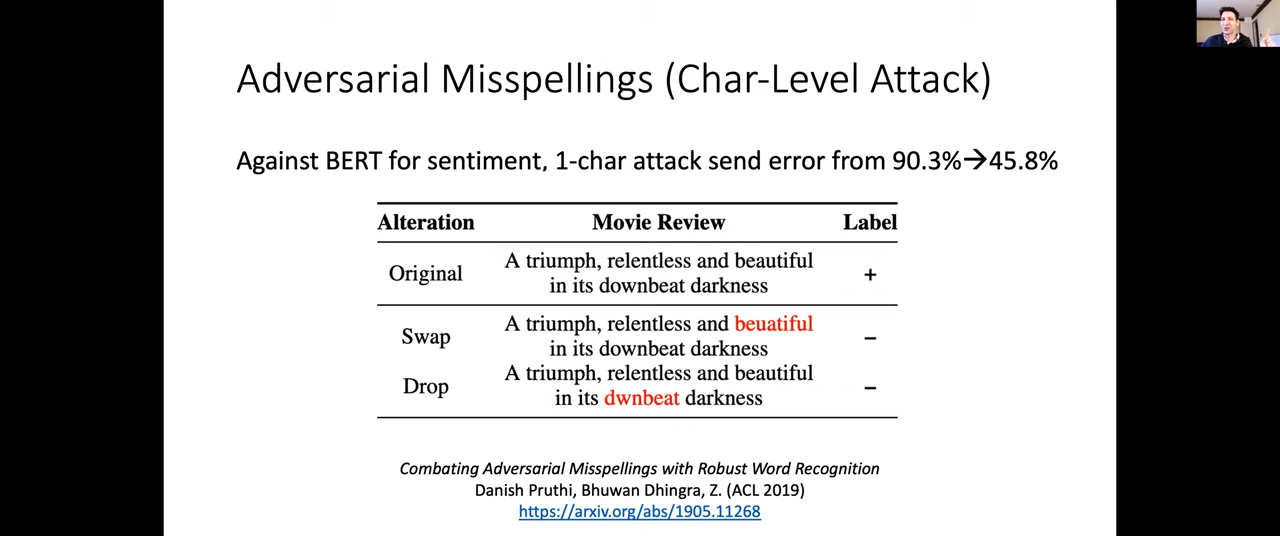 Adversarial Misspellings (Char-Level Attack)
Against BERT for sentiment, 1-char attack send error from 90.3%→45.8%
Alteration Movie Review Label
Original A triumph, relentless and beautiful in its downbeat darkness +
Swap A triumph, relentless and beuatiful in its downbeat darkness –
Drop A triumph, relentless and beautiful in its dwnbeat darkness –
Combating Adversarial Misspellings with Robust Word Recognition
Danish Pruthi, Bhuwan Dhingra, Z. (ACL 2019)
https://arxiv.org/abs/1905.11268